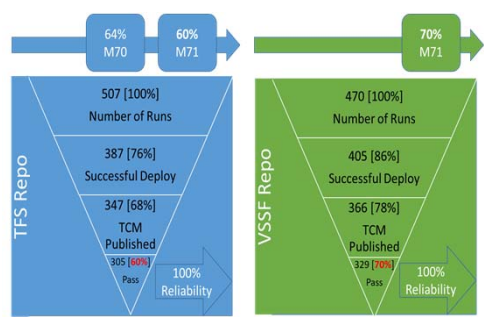 64%
M70
60%
M71
70%
M71
TFS Repo
507 [100%]
Number of Runs
387 [76%]
Successful Deploy
347 [68%]
TCM
Published
305 [60%]
Pass
100%
Reliability
VSSF Repo
470 [100%]
Number of Runs
405 [86%]
Successful Deploy
366 [78%]
TCM
Published
329 [70%]
Pass
100%
Reliability